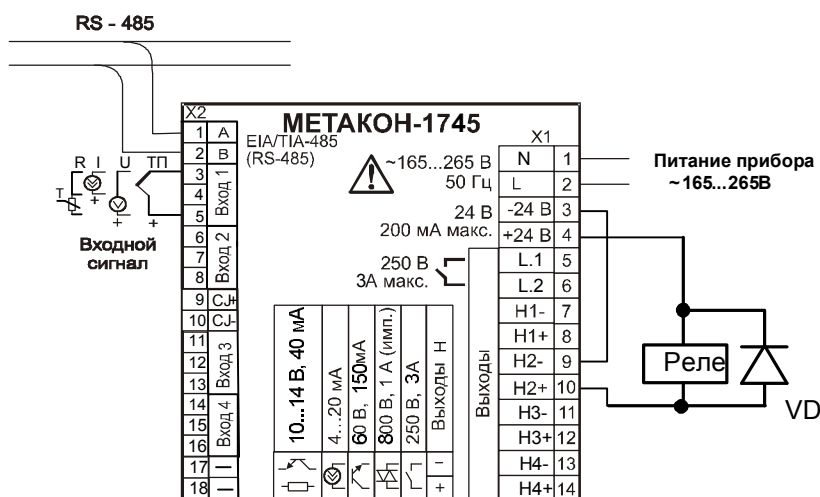 RS - 485
X2
МЕТАКОН-1745
1 A
EIA/TIA-485
(RS-485)
X1
2 B
R I U ТП
T
+ + +
3
4
5
Вход 1
~165...265 В
50 Гц
N 1
L 2
Питание прибора
~165...265В
24 В
200 мА макс.
-24 В 3
+24 В 4
Входной
сигнал
6
7
8
Вход 2
250 В
3А макс.
L.1 5
L.2 6
9 CJ+
10 CJ-
H1- 7
H1+ 8
11
12
13
Вход 3
H2- 9
H2+ 10
Реле
VD
14
15
16
Вход 4
H3- 11
H3+ 12
17 —
18 —
H4- 13
H4+ 14
10...14 В, 40 мА
4...20 мА
60 В, 150мА
800 В, 1 А (имп.)
250 В, 3А
Выходы Н
- +
Выходы